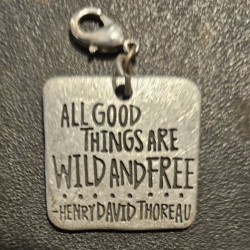 ALL GOOD
THINGS ARE
WILD AND FREE
-HENRY DAVID THOREAU